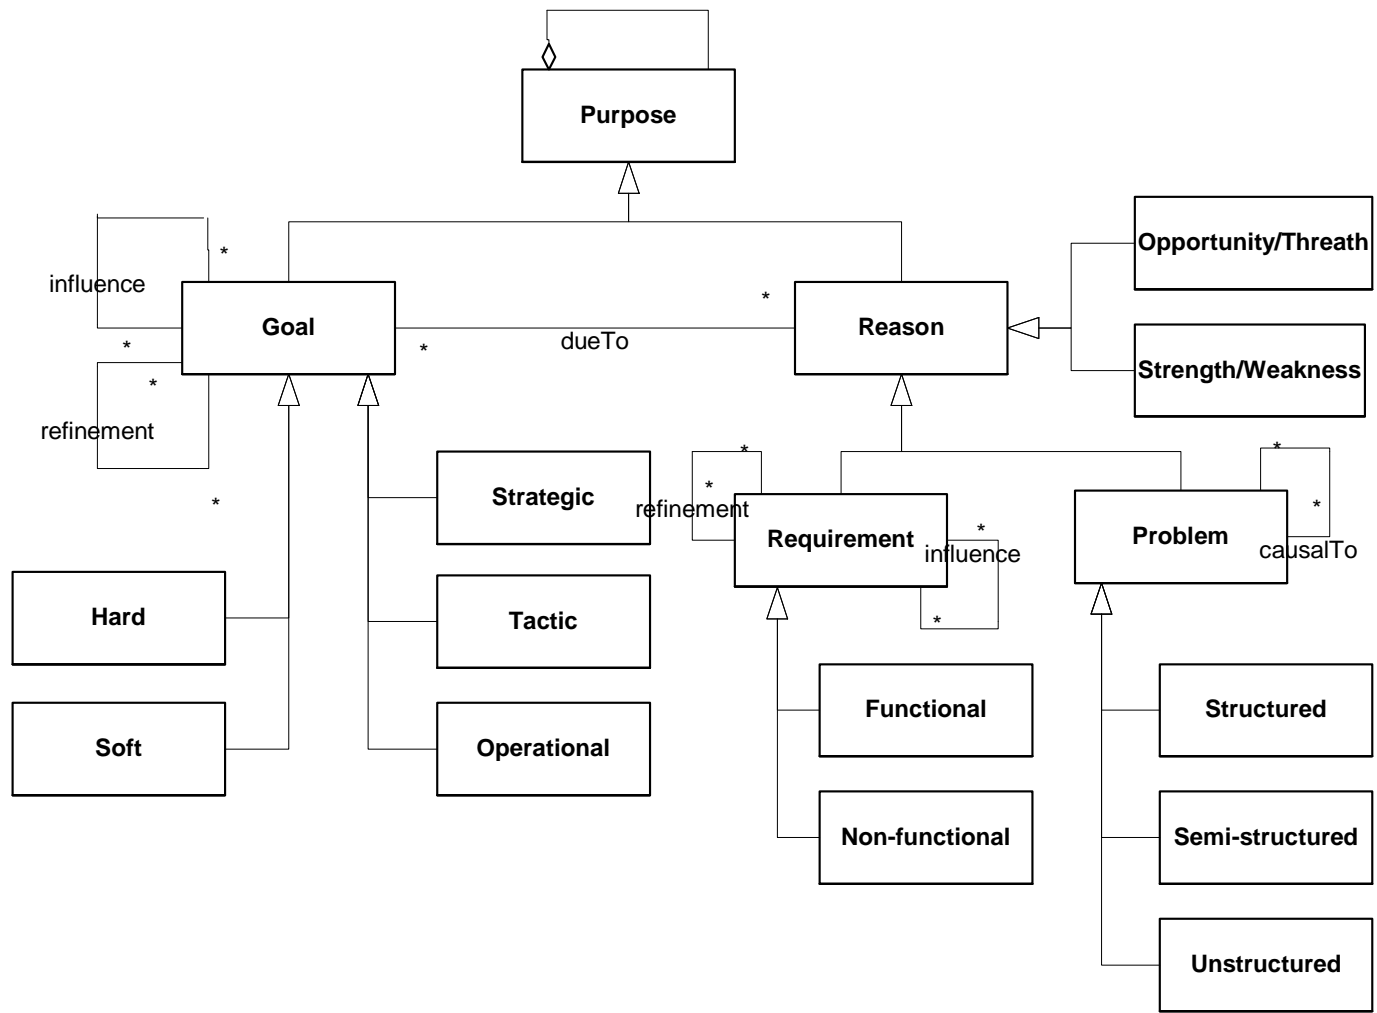 Purpose
Opportunity/Threath
*
influence
*
Goal
dueTo
Reason
*
*
Strength/Weakness
*
refinement
*
Strategic
*
*
refinement
Requirement
*
influence
*
*
Problem
*
causalTo
Hard
Tactic
Soft
Operational
Functional
Structured
Non-functional
Semi-structured
Unstructured